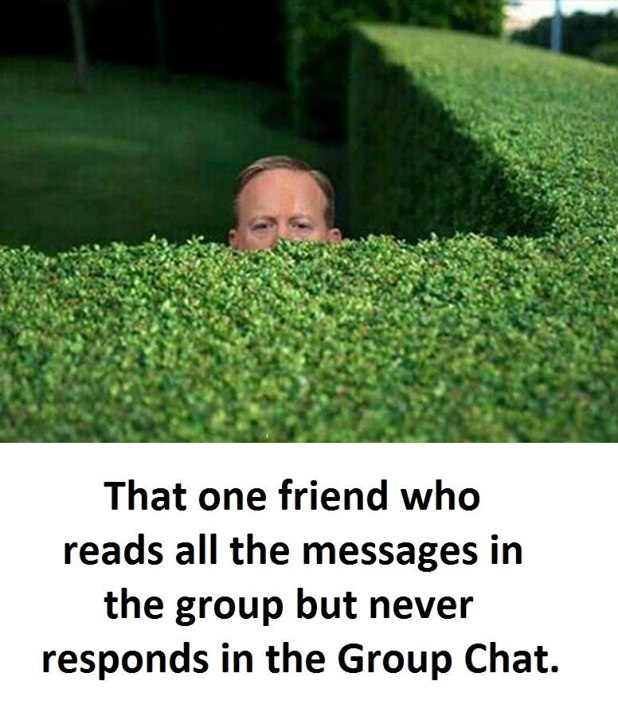 That one friend who
reads all the messages in
the group but never
responds in the Group Chat.